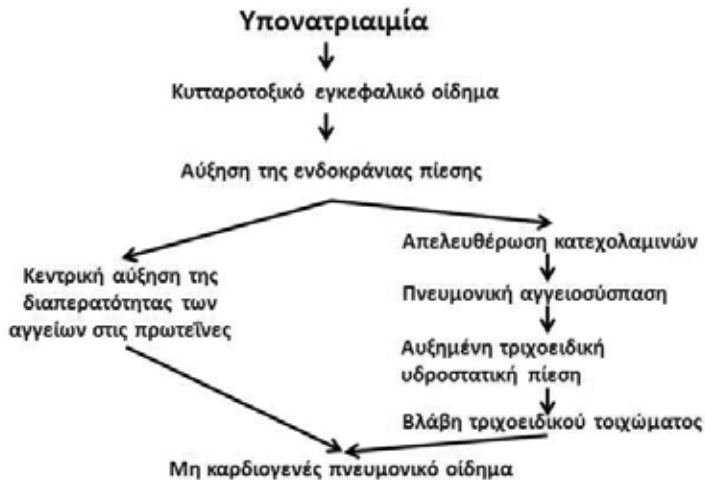 Υπονατριαιμία
Κυτταροτοξικό εγκεφαλικό οίδημα
Αύξηση της ενδοκράνιας πίεσης
Κεντρική αύξηση της
διαπερατότητας των
αγγείων στις πρωτεΐνες
Απελευθέρωση κατεχολαμινών
Πνευμονική αγγειοσύσπαση
Αυξημένη τριχοειδική
υδροστατική πίεση
Βλάβη τριχοειδικού τοιχώματος
Μη καρδιογενές πνευμονικό οίδημα